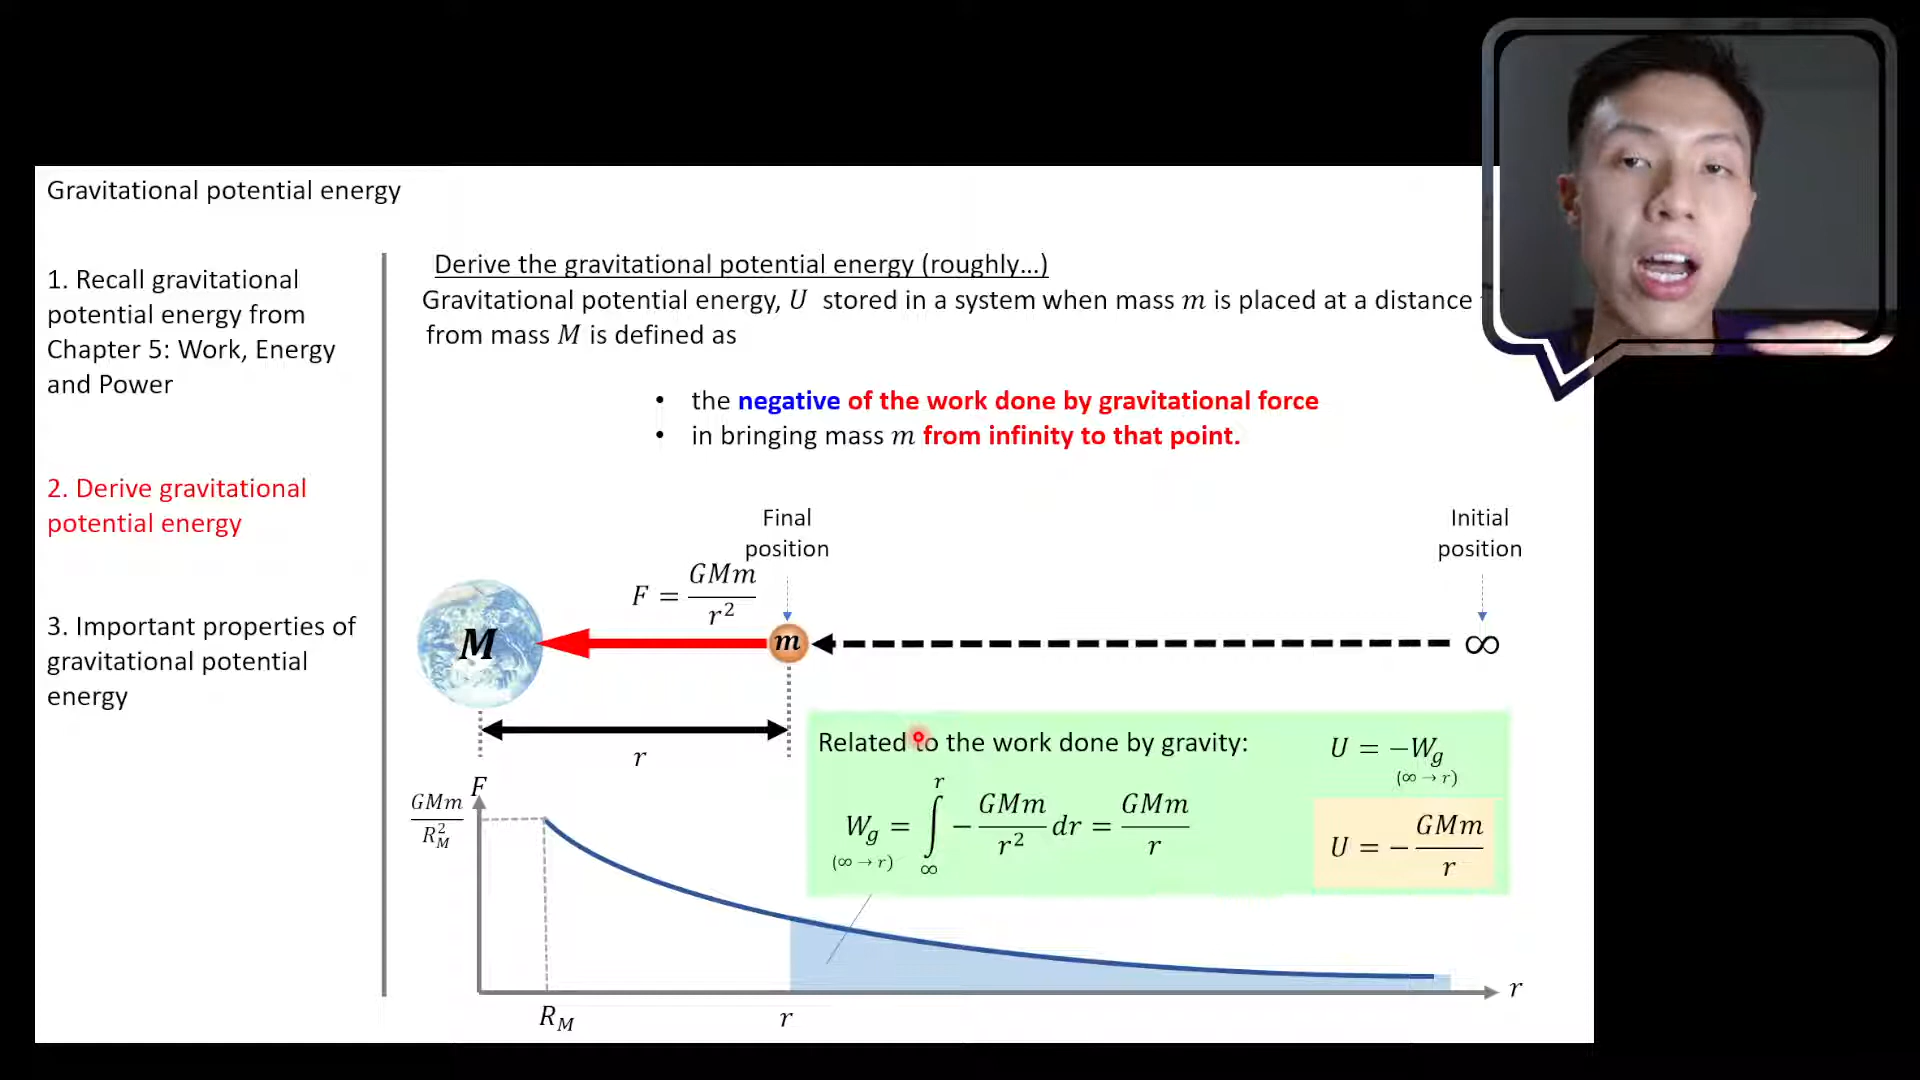 Gravitational potential energy
1. Recall gravitational
potential energy from
Chapter 5: Work, Energy
and Power
2. Derive gravitational
potential energy
3. Important properties of
gravitational potential
energy
Derive the gravitational potential energy (roughly...)
Gravitational potential energy, U stored in a system when mass m is placed at a distance
from mass M is defined as
• the negative of the work done by gravitational force
• in bringing mass m from infinity to that point.
Final
position
Initial
position
F = GMm / r²
M
m
∞
r
Related to the work done by gravity:
W_g (∞ → r) = ∫_∞^r − GMm / r² dr = GMm / r
U = −W_g (∞ → r)
U = − GMm / r
F
GMm / R_M²
R_M
r
r